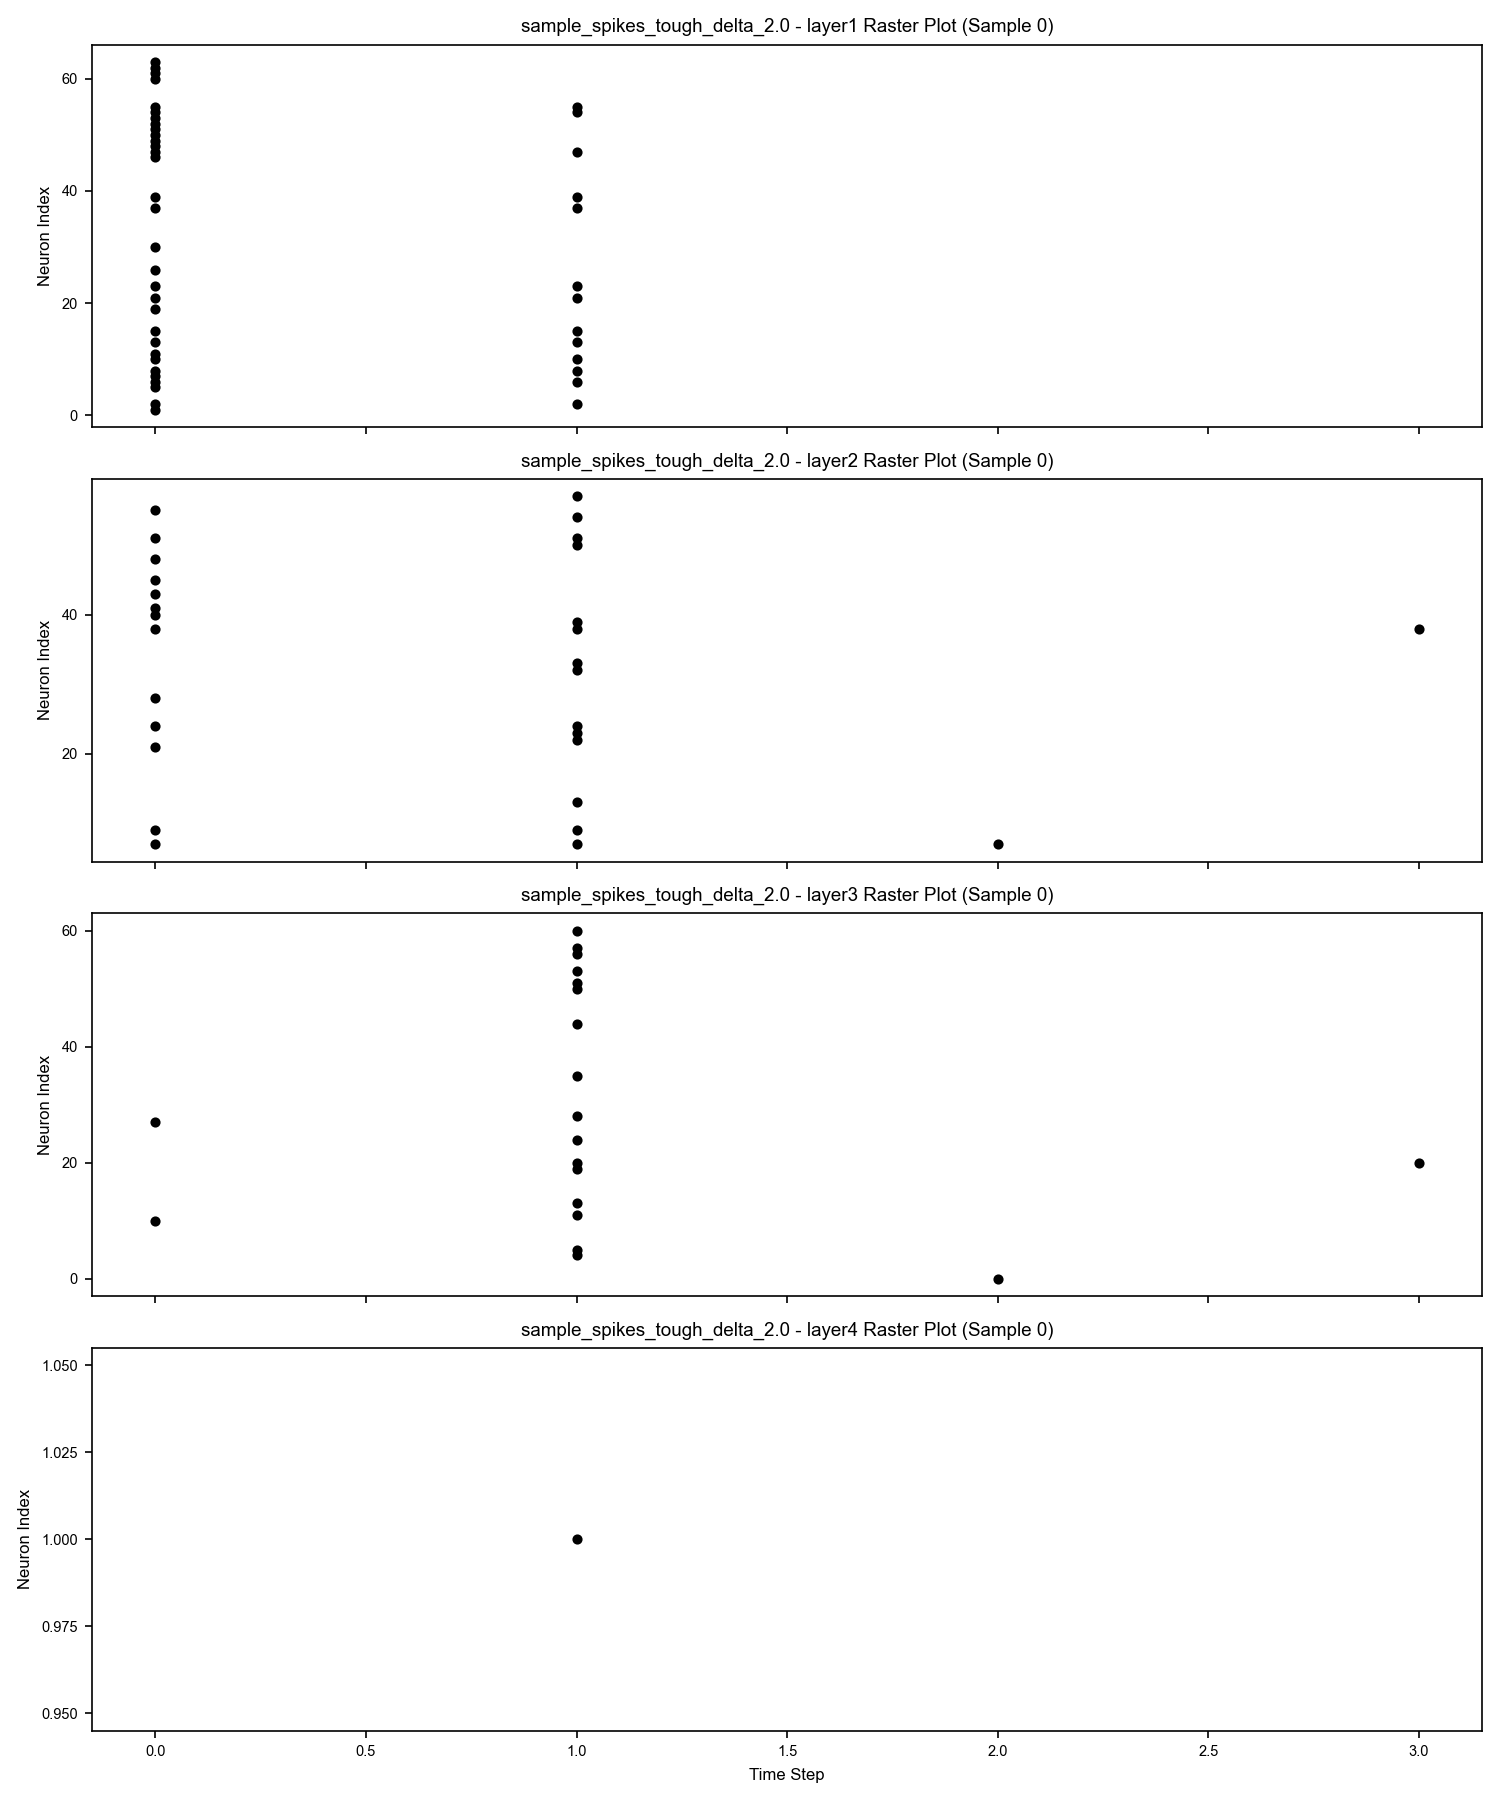 sample_spikes_tough_delta_2.0 - layer1 Raster Plot (Sample 0)
60
40
20
0
Neuron Index
sample_spikes_tough_delta_2.0 - layer2 Raster Plot (Sample 0)
40
20
Neuron Index
sample_spikes_tough_delta_2.0 - layer3 Raster Plot (Sample 0)
60
40
20
0
Neuron Index
sample_spikes_tough_delta_2.0 - layer4 Raster Plot (Sample 0)
1.050
1.025
1.000
0.975
0.950
Neuron Index
0.0 0.5 1.0 1.5 2.0 2.5 3.0
Time Step